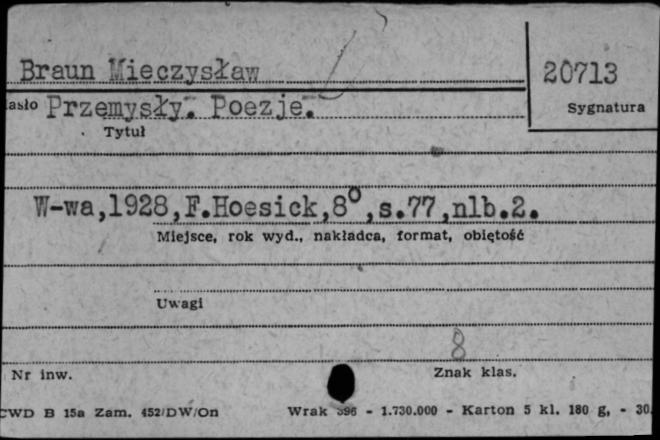 Braun Mieczysław
20713
asło Przemysły. Poezje.
Sygnatura
Tytuł
W-wa,1928,F.Hoesick,8°,s.77,nlb.2.
Miejsce, rok wyd., nakładca, format, objętość
Uwagi
8
Nr inw.
Znak klas.
CWD B 15a Zam. 452/DW/On Wrak 396 - 1.730.000 - Karton 5 kl. 180 g, - 30.